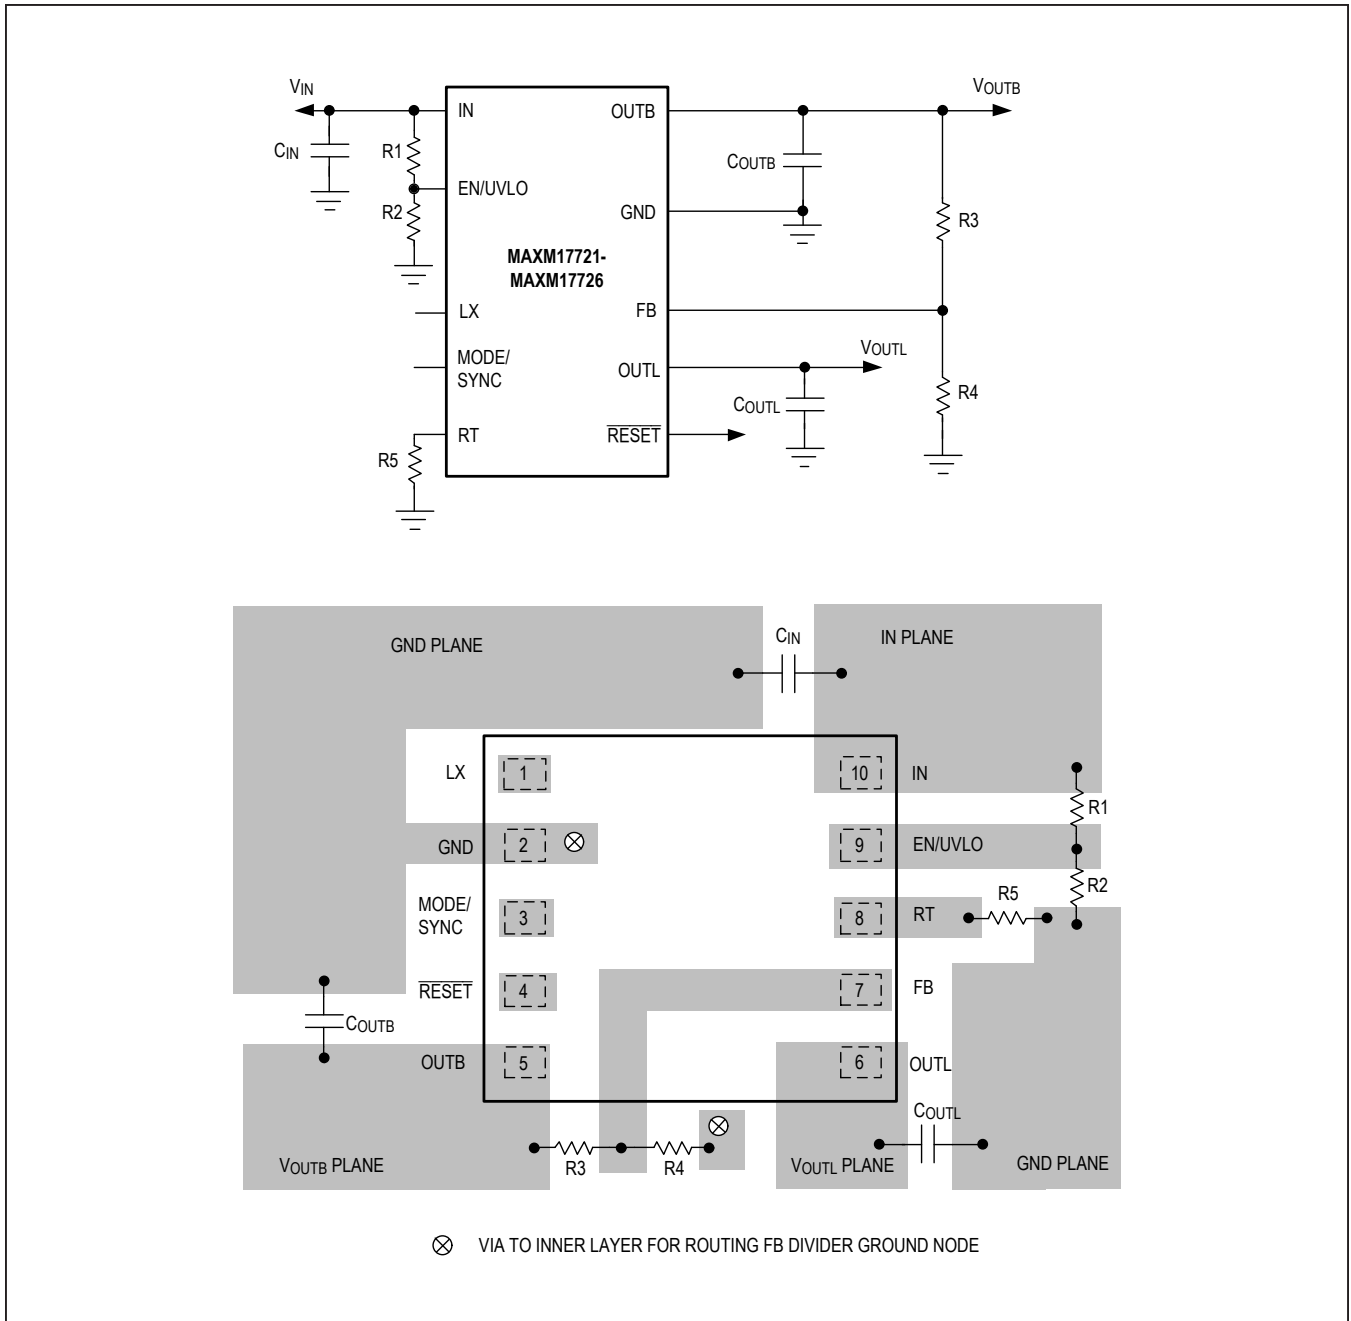 VIN
IN
OUTB
VOUTB
CIN
R1
COUTB
EN/UVLO
R2
GND
R3
MAXM17721-
MAXM17726
LX
FB
MODE/
SYNC
OUTL
VOUTL
COUTL
R4
RT
RESET
R5
GND PLANE
CIN
IN PLANE
LX
1
10
IN
R1
GND
2
9
EN/UVLO
R2
MODE/
SYNC
3
8
RT
R5
RESET
4
7
FB
COUTB
OUTB
5
6
OUTL
COUTL
VOUTB PLANE
R3
R4
VOUTL PLANE
GND PLANE
VIA TO INNER LAYER FOR ROUTING FB DIVIDER GROUND NODE